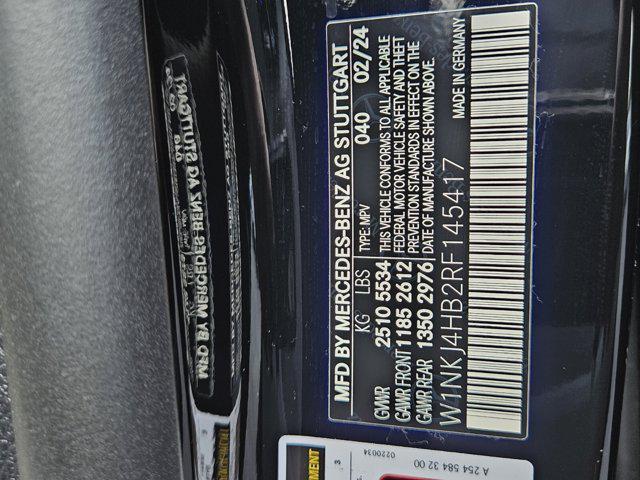 MFD BY MERCEDES-BENZ AG STUTTGART
KG LBS TYPE: MPV 040 02/24
GVWR 2510 5534 THIS VEHICLE CONFORMS TO ALL APPLICABLE
GAWR FRONT 1185 2612 FEDERAL MOTOR VEHICLE SAFETY AND THEFT
GAWR REAR 1350 2976 PREVENTION STANDARDS IN EFFECT ON THE
DATE OF MANUFACTURE SHOWN ABOVE.
W1NKJ4HB2RF145417 MADE IN GERMANY
A 254 584 32 00
0220034
3